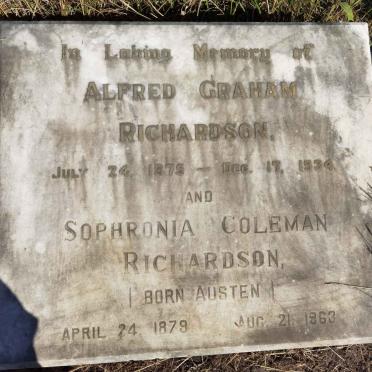 In Loving Memory of
ALFRED GRAHAM
RICHARDSON.
JULY 24, 1875 — DEC. 17, 1934
AND
SOPHRONIA COLEMAN
RICHARDSON,
(BORN AUSTEN)
APRIL 24, 1879 AUG. 21, 1963